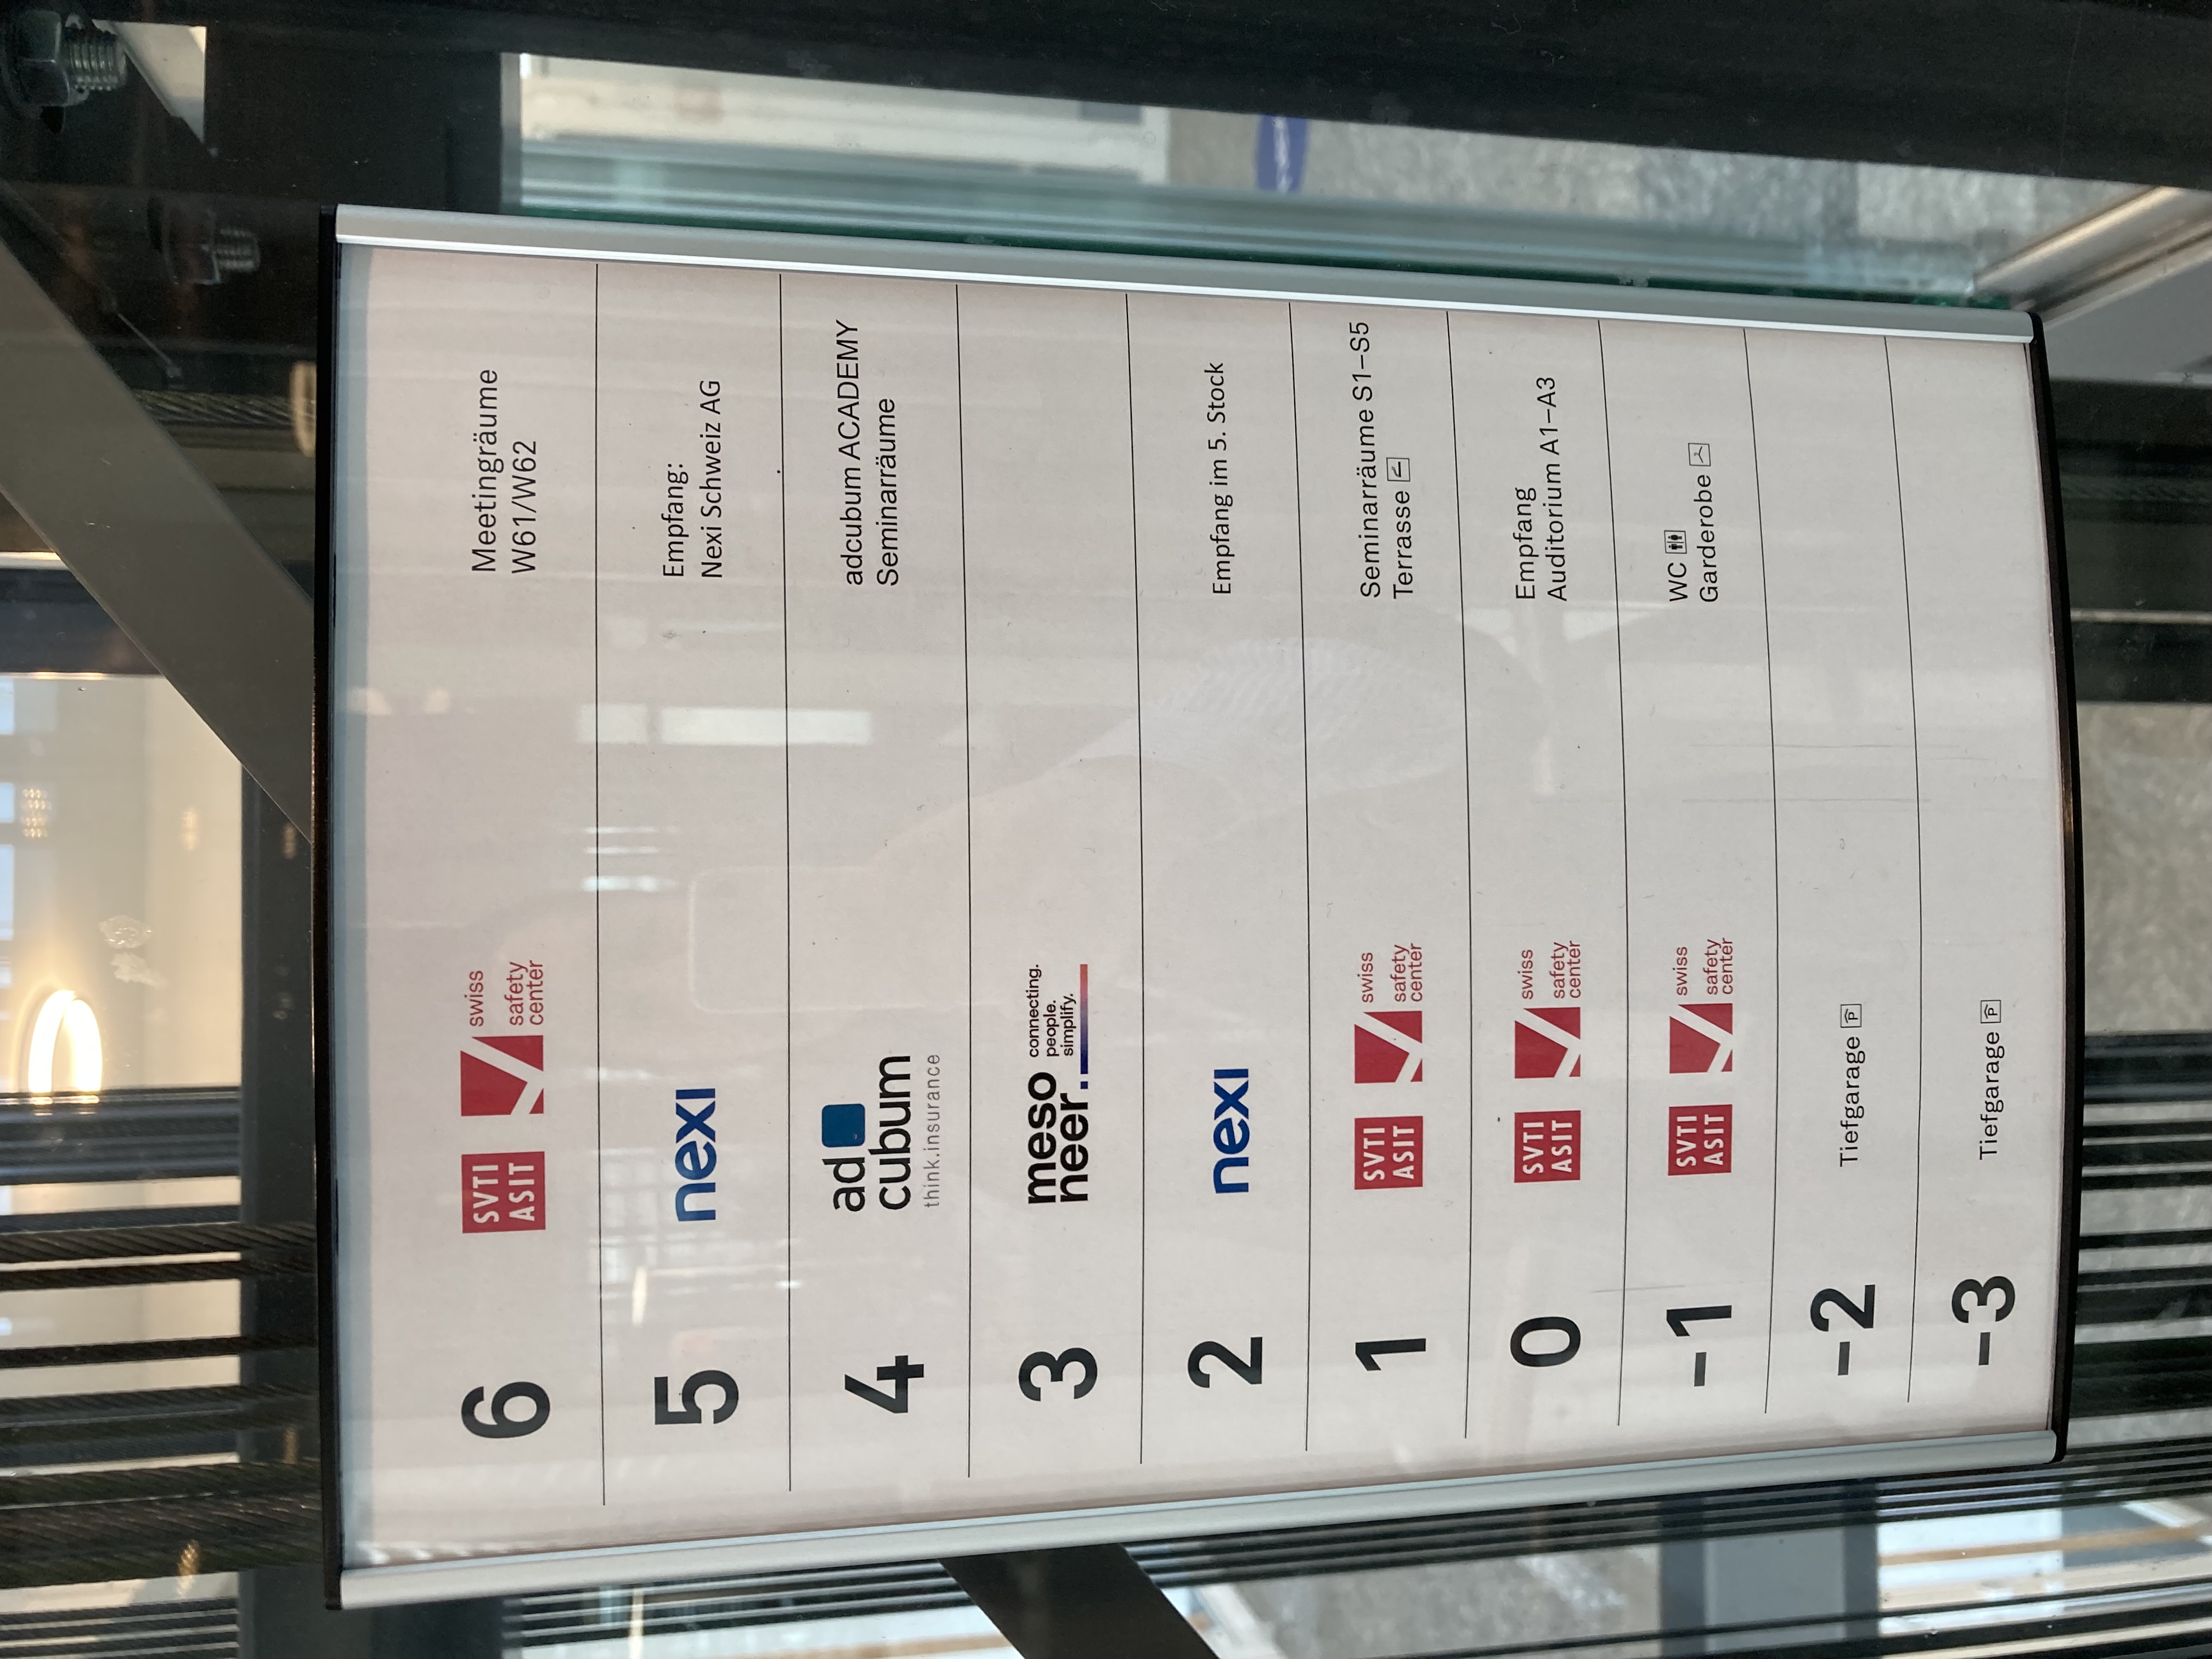 6
SVTI
ASIT
swiss
safety
center
Meetingräume
W61/W62
5
nexi
Empfang:
Nexi Schweiz AG
4
ad
cubum
think.insurance
adcubum ACADEMY
Seminarräume
3
meso
neer.
connecting.
people.
simplify.
2
nexi
Empfang im 5. Stock
1
SVTI
ASIT
swiss
safety
center
Seminarräume S1–S5
Terrasse
0
SVTI
ASIT
swiss
safety
center
Empfang
Auditorium A1–A3
-1
SVTI
ASIT
swiss
safety
center
WC
Garderobe
-2
Tiefgarage P
-3
Tiefgarage P